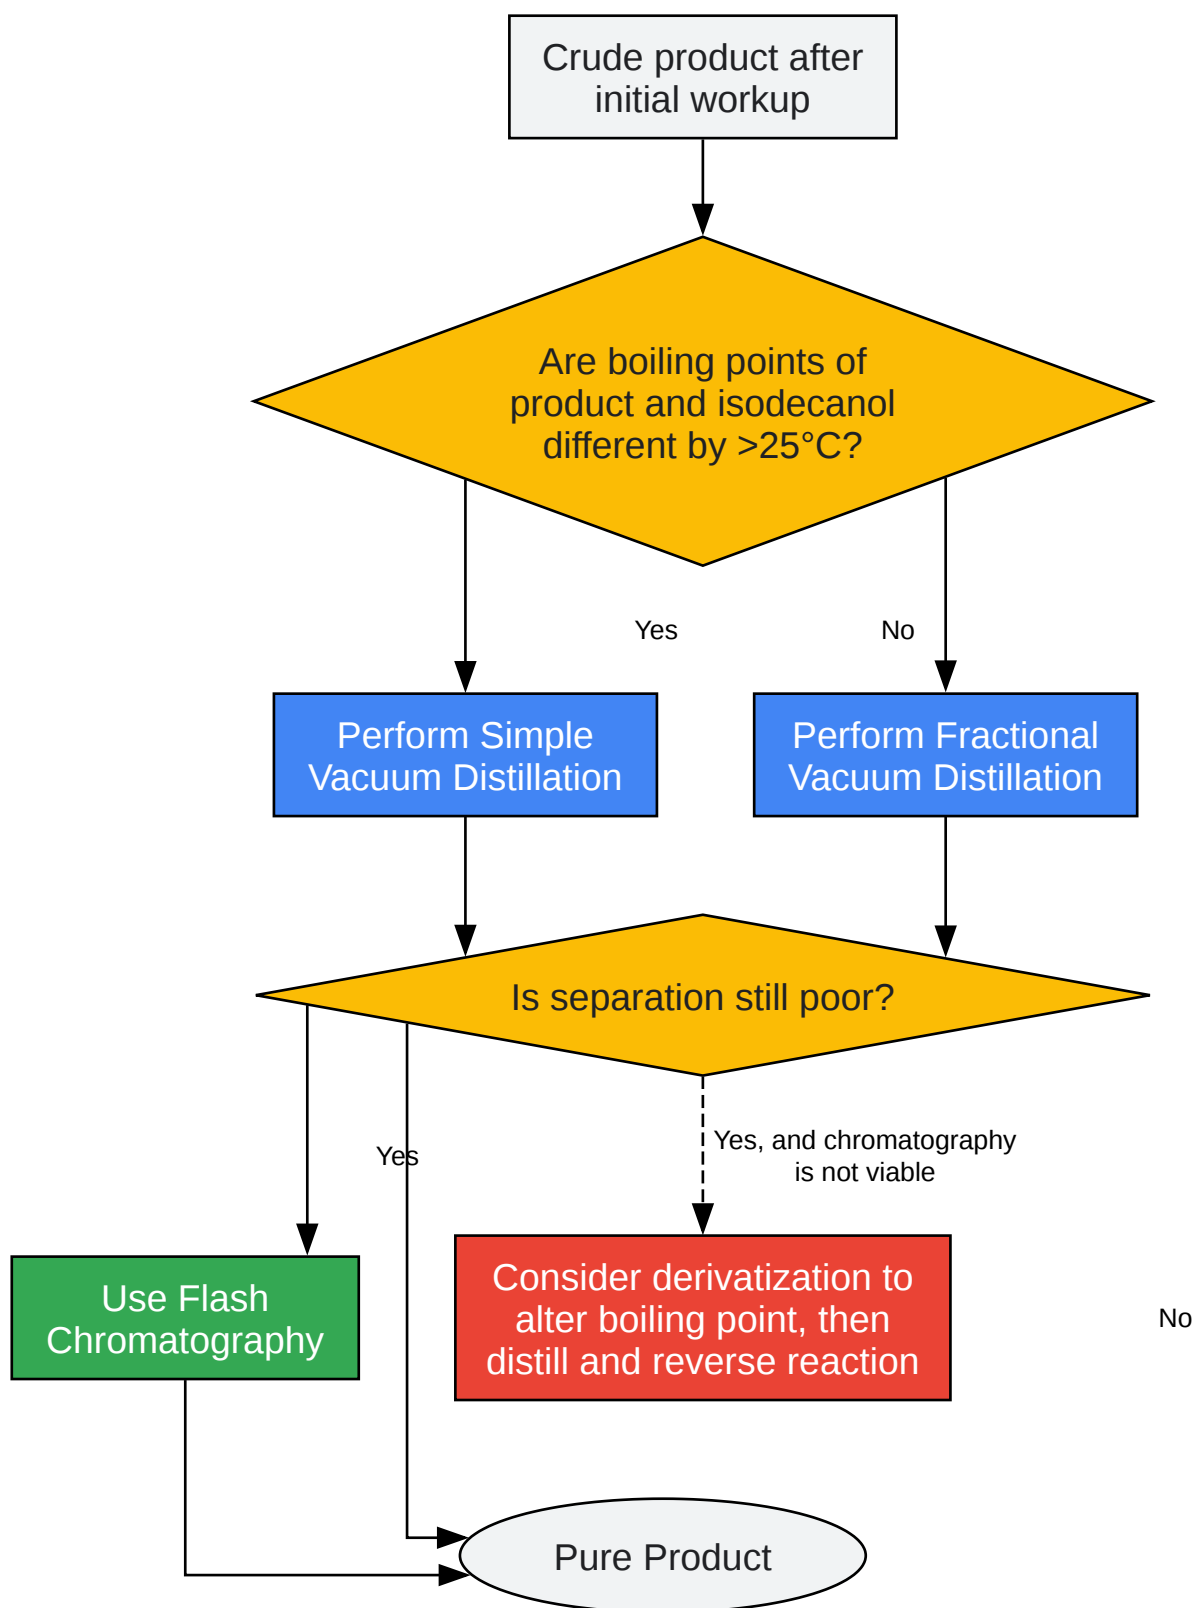 Crude product after
initial workup
Are boiling points of
product and isodecanol
different by >25°C?
Yes
No
Perform Simple
Vacuum Distillation
Perform Fractional
Vacuum Distillation
Is separation still poor?
Yes
Yes, and chromatography
is not viable
Use Flash
Chromatography
Consider derivatization to
alter boiling point, then
distill and reverse reaction
No
Pure Product